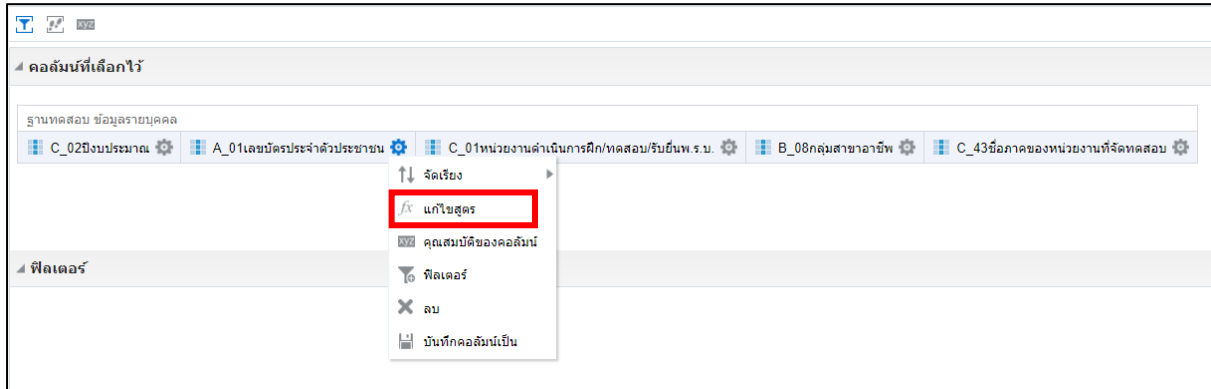 xyz
คอลัมน์ที่เลือกไว้
ฐานทดสอบ ข้อมูลรายบุคคล
C_02ปีงบประมาณ A_01เลขบัตรประจำตัวประชาชน C_01หน่วยงานดำเนินการฝึก/ทดสอบ/รับยื่นพ.ร.บ. B_08กลุ่มสาขาอาชีพ C_43ชื่อภาคของหน่วยงานที่จัดทดสอบ
จัดเรียง
fx แก้ไขสูตร
xyz คุณสมบัติของคอลัมน์
ฟิลเตอร์
ฟิลเตอร์
ลบ
บันทึกคอลัมน์เป็น